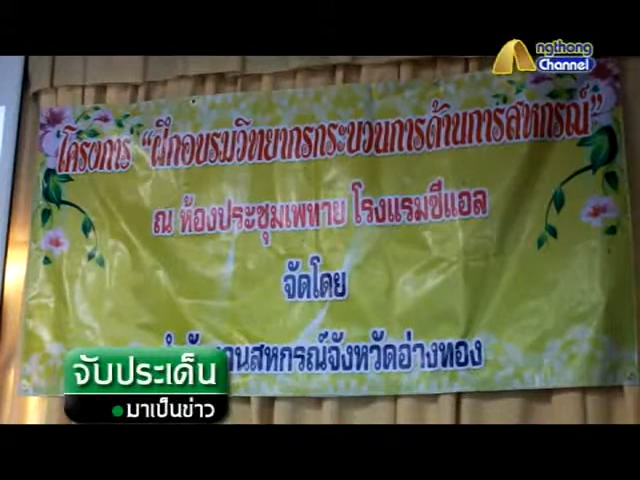 Angthong
Channel
โครงการ "ฝึกอบรมวิทยากรกระบวนการด้านการสหกรณ์"
ณ ห้องประชุมเพทาย โรงแรมซีแอล
จัดโดย
สหกรณ์จังหวัดอ่างทอง
จับประเด็น
มาเป็นข่าว